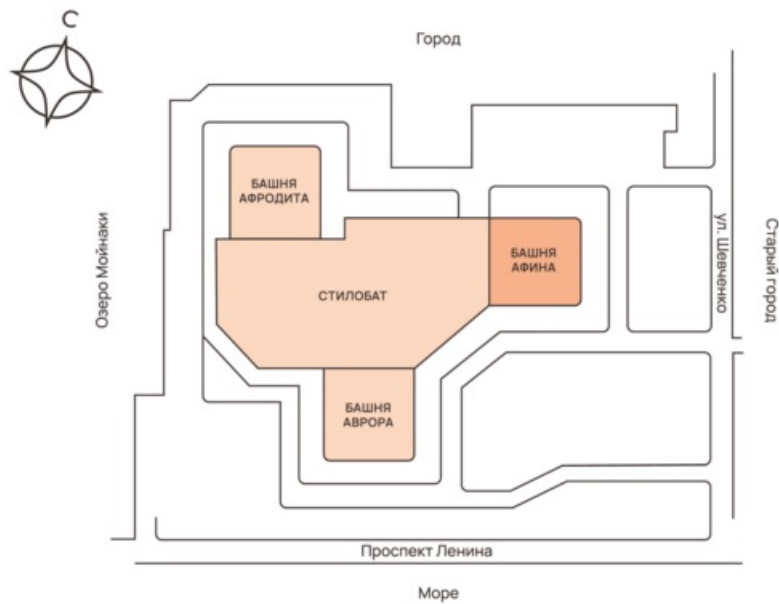 С
Город
БАШНЯ
АФРОДИТА
БАШНЯ
АФИНА
СТИЛОБАТ
БАШНЯ
АВРОРА
Озеро Мойнаки
ул. Шевченко
Старый город
Проспект Ленина
Море